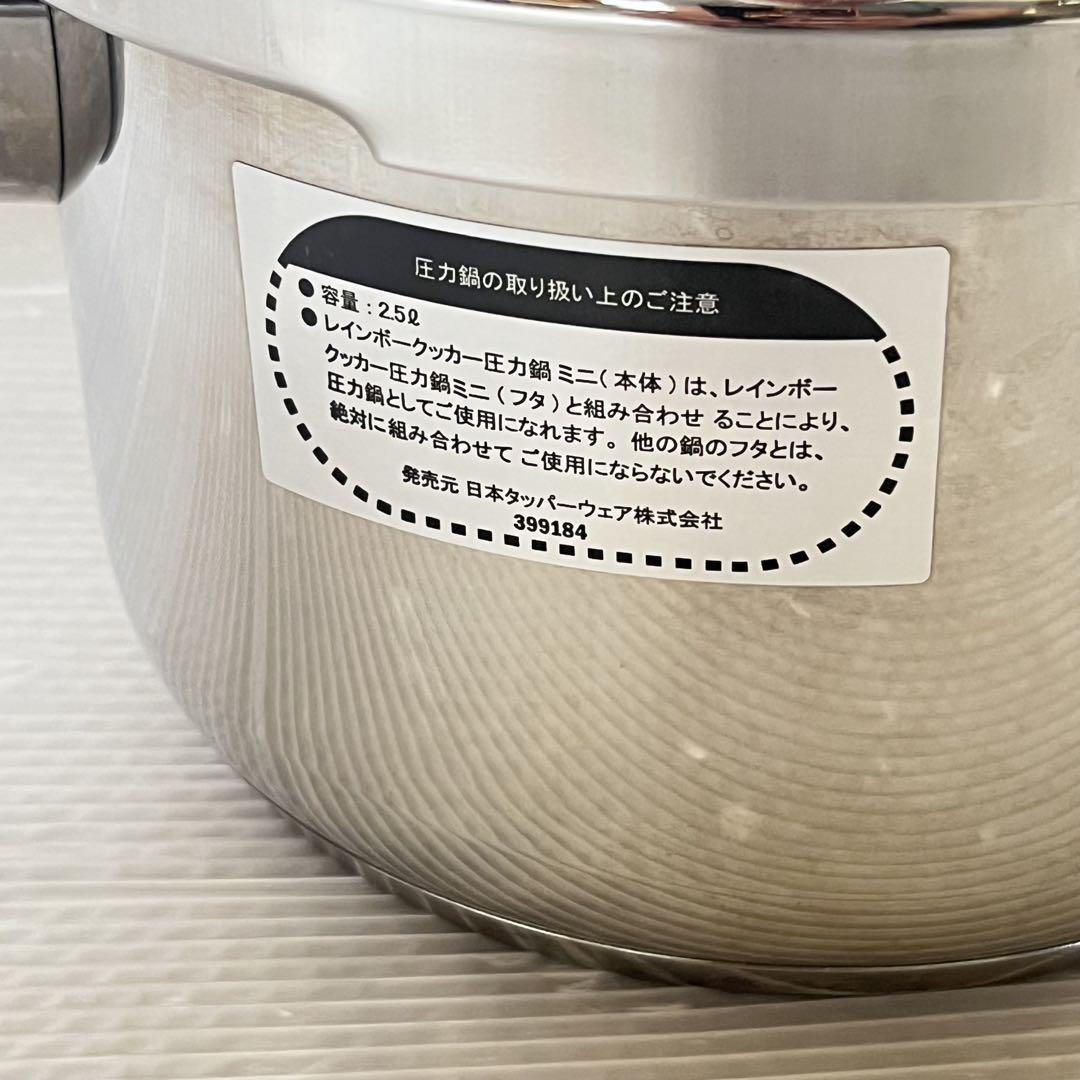 圧力鍋の取り扱い上のご注意
● 容量：2.5ℓ
● レインボークッカー圧力鍋 ミニ(本体)は、レインボー
クッカー圧力鍋ミニ(フタ)と組み合わせ ることにより、
圧力鍋としてご使用になれます。他の鍋のフタとは、
絶対に組み合わせて ご使用にならないでください。
発売元 日本タッパーウェア株式会社
399184